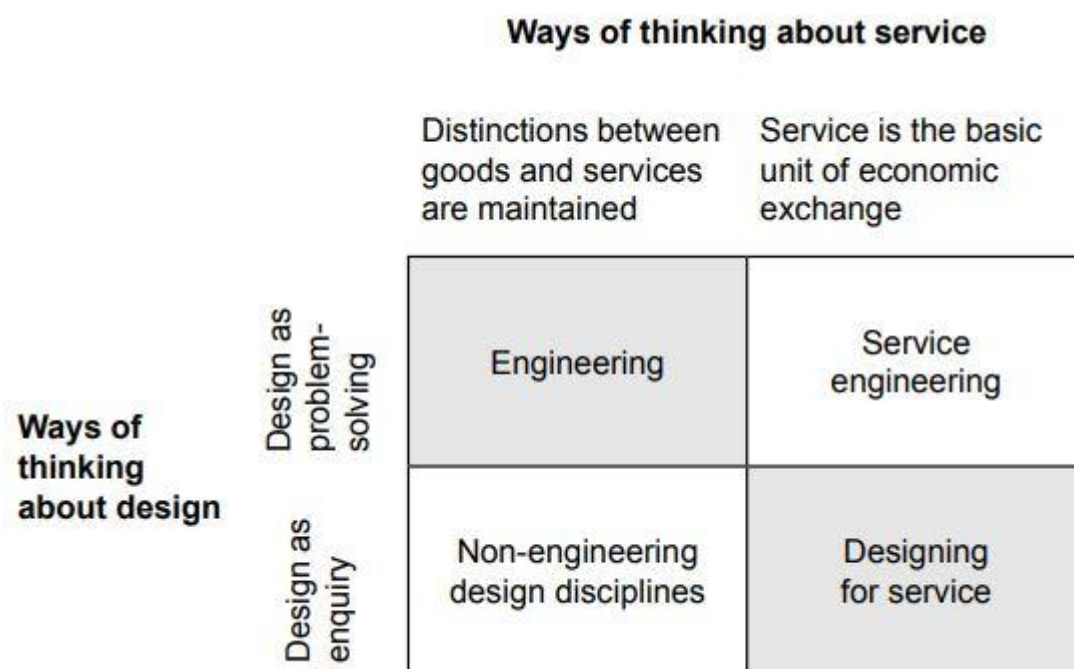 Ways of thinking about service
Distinctions between
goods and services
are maintained
Service is the basic
unit of economic
exchange
Ways of
thinking
about design
Design as
problem-
solving
Engineering
Service
engineering
Design as
enquiry
Non-engineering
design disciplines
Designing
for service